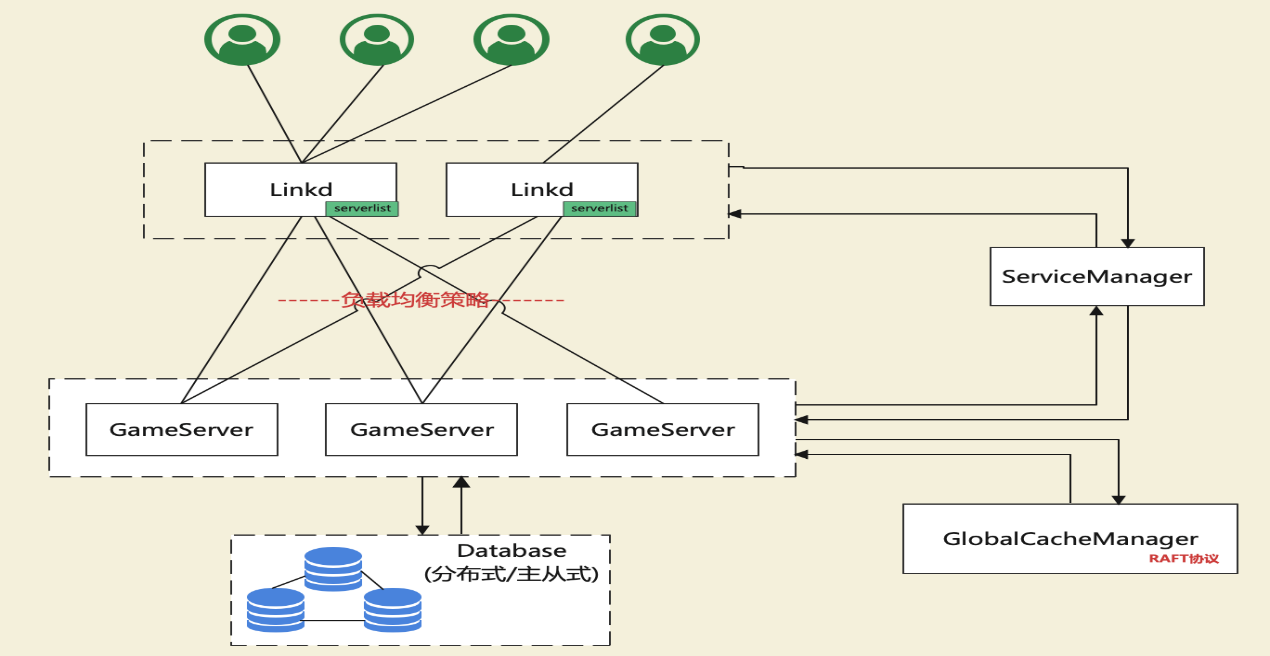 Linkd
serverlist
Linkd
serverlist
ServiceManager
------负载均衡策略-------
GameServer
GameServer
GameServer
GlobalCacheManager
RAFT协议
Database
(分布式/主从式)